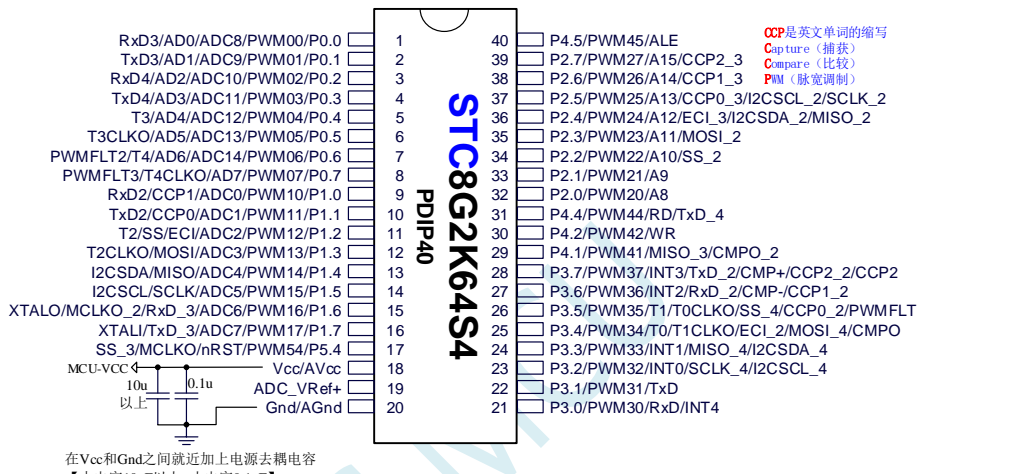 RxD3/AD0/ADC8/PWM00/P0.0 1
TxD3/AD1/ADC9/PWM01/P0.1 2
RxD4/AD2/ADC10/PWM02/P0.2 3
TxD4/AD3/ADC11/PWM03/P0.3 4
T3/AD4/ADC12/PWM04/P0.4 5
T3CLKO/AD5/ADC13/PWM05/P0.5 6
PWMFLT2/T4/AD6/ADC14/PWM06/P0.6 7
PWMFLT3/T4CLKO/AD7/PWM07/P0.7 8
RxD2/CCP1/ADC0/PWM10/P1.0 9
TxD2/CCP0/ADC1/PWM11/P1.1 10
T2/SS/ECI/ADC2/PWM12/P1.2 11
T2CLKO/MOSI/ADC3/PWM13/P1.3 12
I2CSDA/MISO/ADC4/PWM14/P1.4 13
I2CSCL/SCLK/ADC5/PWM15/P1.5 14
XTALO/MCLKO_2/RxD_3/ADC6/PWM16/P1.6 15
XTALI/TxD_3/ADC7/PWM17/P1.7 16
SS_3/MCLKO/nRST/PWM54/P5.4 17
Vcc/AVcc 18
ADC_VRef+ 19
Gnd/AGnd 20
STC8G2K64S4
PDIP40
40 P4.5/PWM45/ALE
39 P2.7/PWM27/A15/CCP2_3
38 P2.6/PWM26/A14/CCP1_3
37 P2.5/PWM25/A13/CCP0_3/I2CSCL_2/SCLK_2
36 P2.4/PWM24/A12/ECI_3/I2CSDA_2/MISO_2
35 P2.3/PWM23/A11/MOSI_2
34 P2.2/PWM22/A10/SS_2
33 P2.1/PWM21/A9
32 P2.0/PWM20/A8
31 P4.4/PWM44/RD/TxD_4
30 P4.2/PWM42/WR
29 P4.1/PWM41/MISO_3/CMPO_2
28 P3.7/PWM37/INT3/TxD_2/CMP+/CCP2_2/CCP2
27 P3.6/PWM36/INT2/RxD_2/CMP-/CCP1_2
26 P3.5/PWM35/T1/T0CLKO/SS_4/CCP0_2/PWMFLT
25 P3.4/PWM34/T0/T1CLKO/ECI_2/MOSI_4/CMPO
24 P3.3/PWM33/INT1/MISO_4/I2CSDA_4
23 P3.2/PWM32/INT0/SCLK_4/I2CSCL_4
22 P3.1/PWM31/TxD
21 P3.0/PWM30/RxD/INT4
CCP是英文单词的缩写
Capture（捕获）
Compare（比较）
PWM（脉宽调制）
MCU-VCC
10u
以上
0.1u
在Vcc和Gnd之间就近加上电源去耦电容